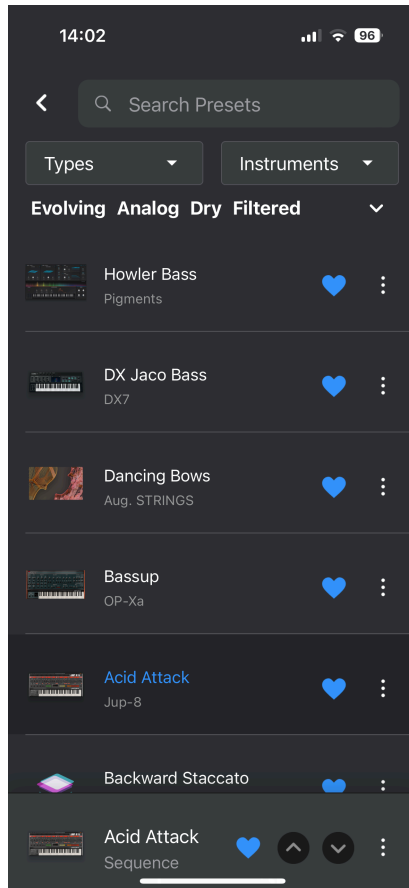 14:02
96
Search Presets
Types
Instruments
Evolving Analog Dry Filtered
Howler Bass
Pigments
DX Jaco Bass
DX7
Dancing Bows
Aug. STRINGS
Bassup
OP-Xa
Acid Attack
Jup-8
Backward Staccato
Acid Attack
Sequence